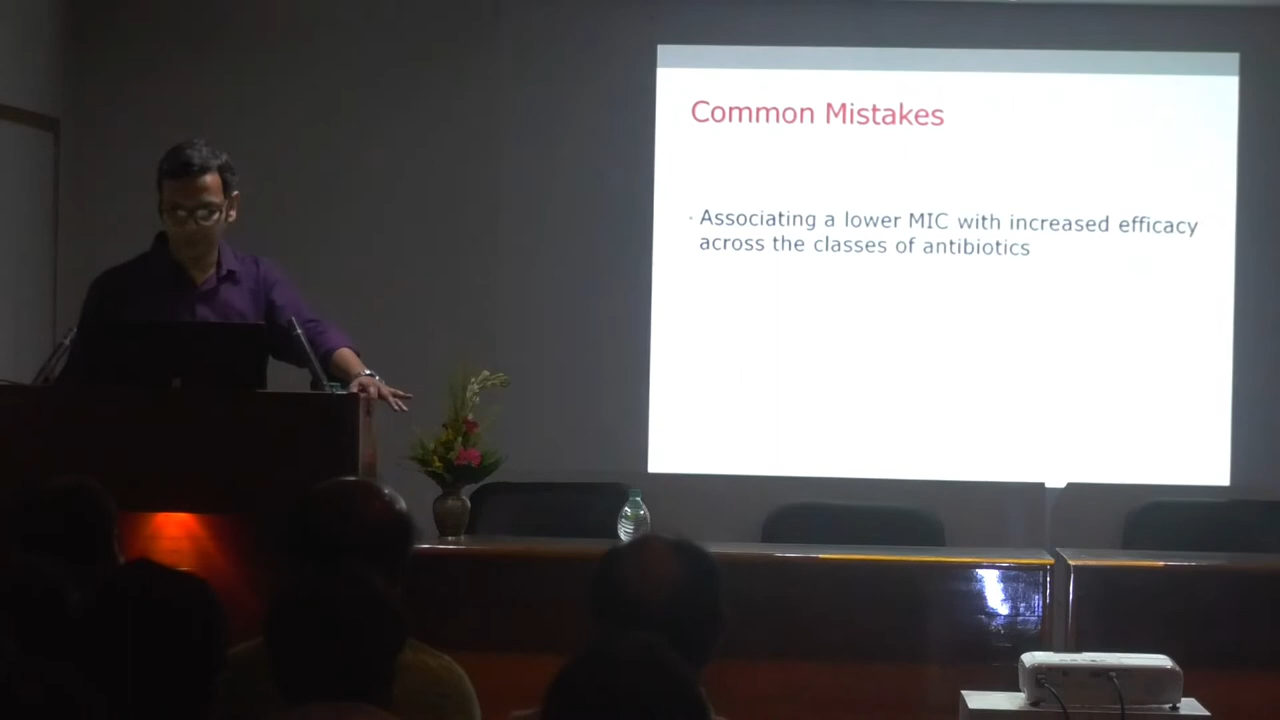 Common Mistakes
· Associating a lower MIC with increased efficacy
across the classes of antibiotics